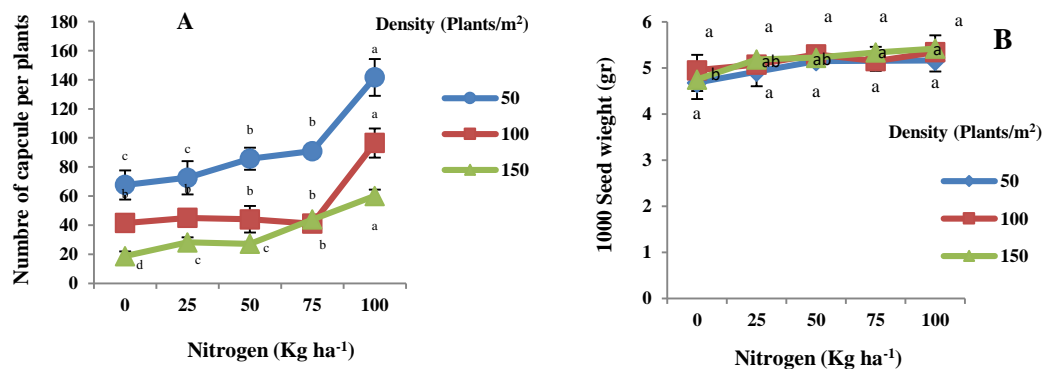 A
Density (Plants/m²)
180
160
140
120
100
80
60
40
20
0
Numbre of capcule per plants
a
c
c
b
b
a
b
b
b
b
b
a
d
c
c
50
100
150
0 25 50 75 100
Nitrogen (Kg ha⁻¹)
B
6
5
4
3
2
1
0
1000 Seed wieght (gr)
a a a a a
b ab ab a a
a a a a a
Density (Plants/m²)
50
100
150
0 25 50 75 100
Nitrogen (Kg ha⁻¹)